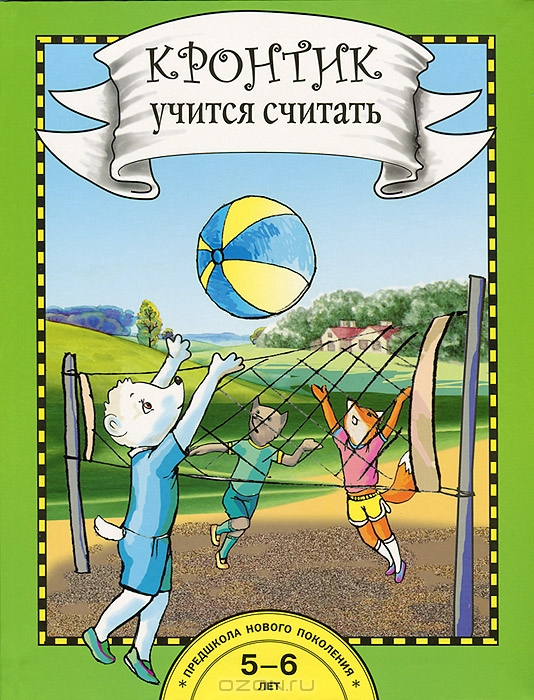 КРОНТИК
УЧИТСЯ СЧИТАТЬ
* ПРЕДШКОЛА НОВОГО ПОКОЛЕНИЯ *
5–6
ЛЕТ
ozon.ru